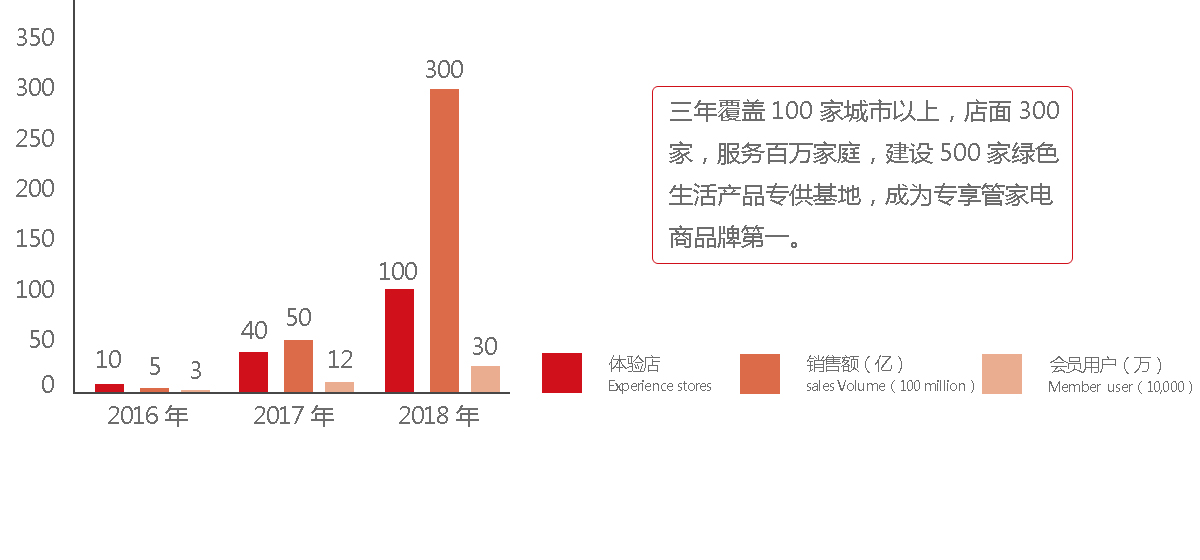 350
300
250
200
150
100
50
0
10
5
3
40
50
12
100
300
30
2016 年
2017 年
2018 年
三年覆盖 100 家城市以上，店面 300
家，服务百万家庭，建设 500 家绿色
生活产品专供基地，成为专享管家电
商品牌第一。
体验店
Experience stores
销售额（亿）
sales Volume（100 million）
会员用户（万）
Member user（10,000）